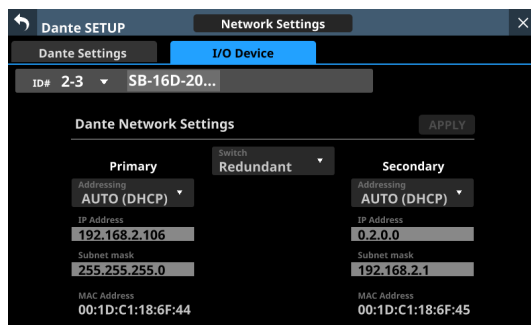 Dante SETUP
Network Settings
×
Dante Settings
I/O Device
ID# 2-3
SB-16D-20...
Dante Network Settings
APPLY
Primary
Switch
Redundant
Secondary
Addressing
AUTO (DHCP)
Addressing
AUTO (DHCP)
IP Address
192.168.2.106
IP Address
0.2.0.0
Subnet mask
255.255.255.0
Subnet mask
192.168.2.1
MAC Address
00:1D:C1:18:6F:44
MAC Address
00:1D:C1:18:6F:45